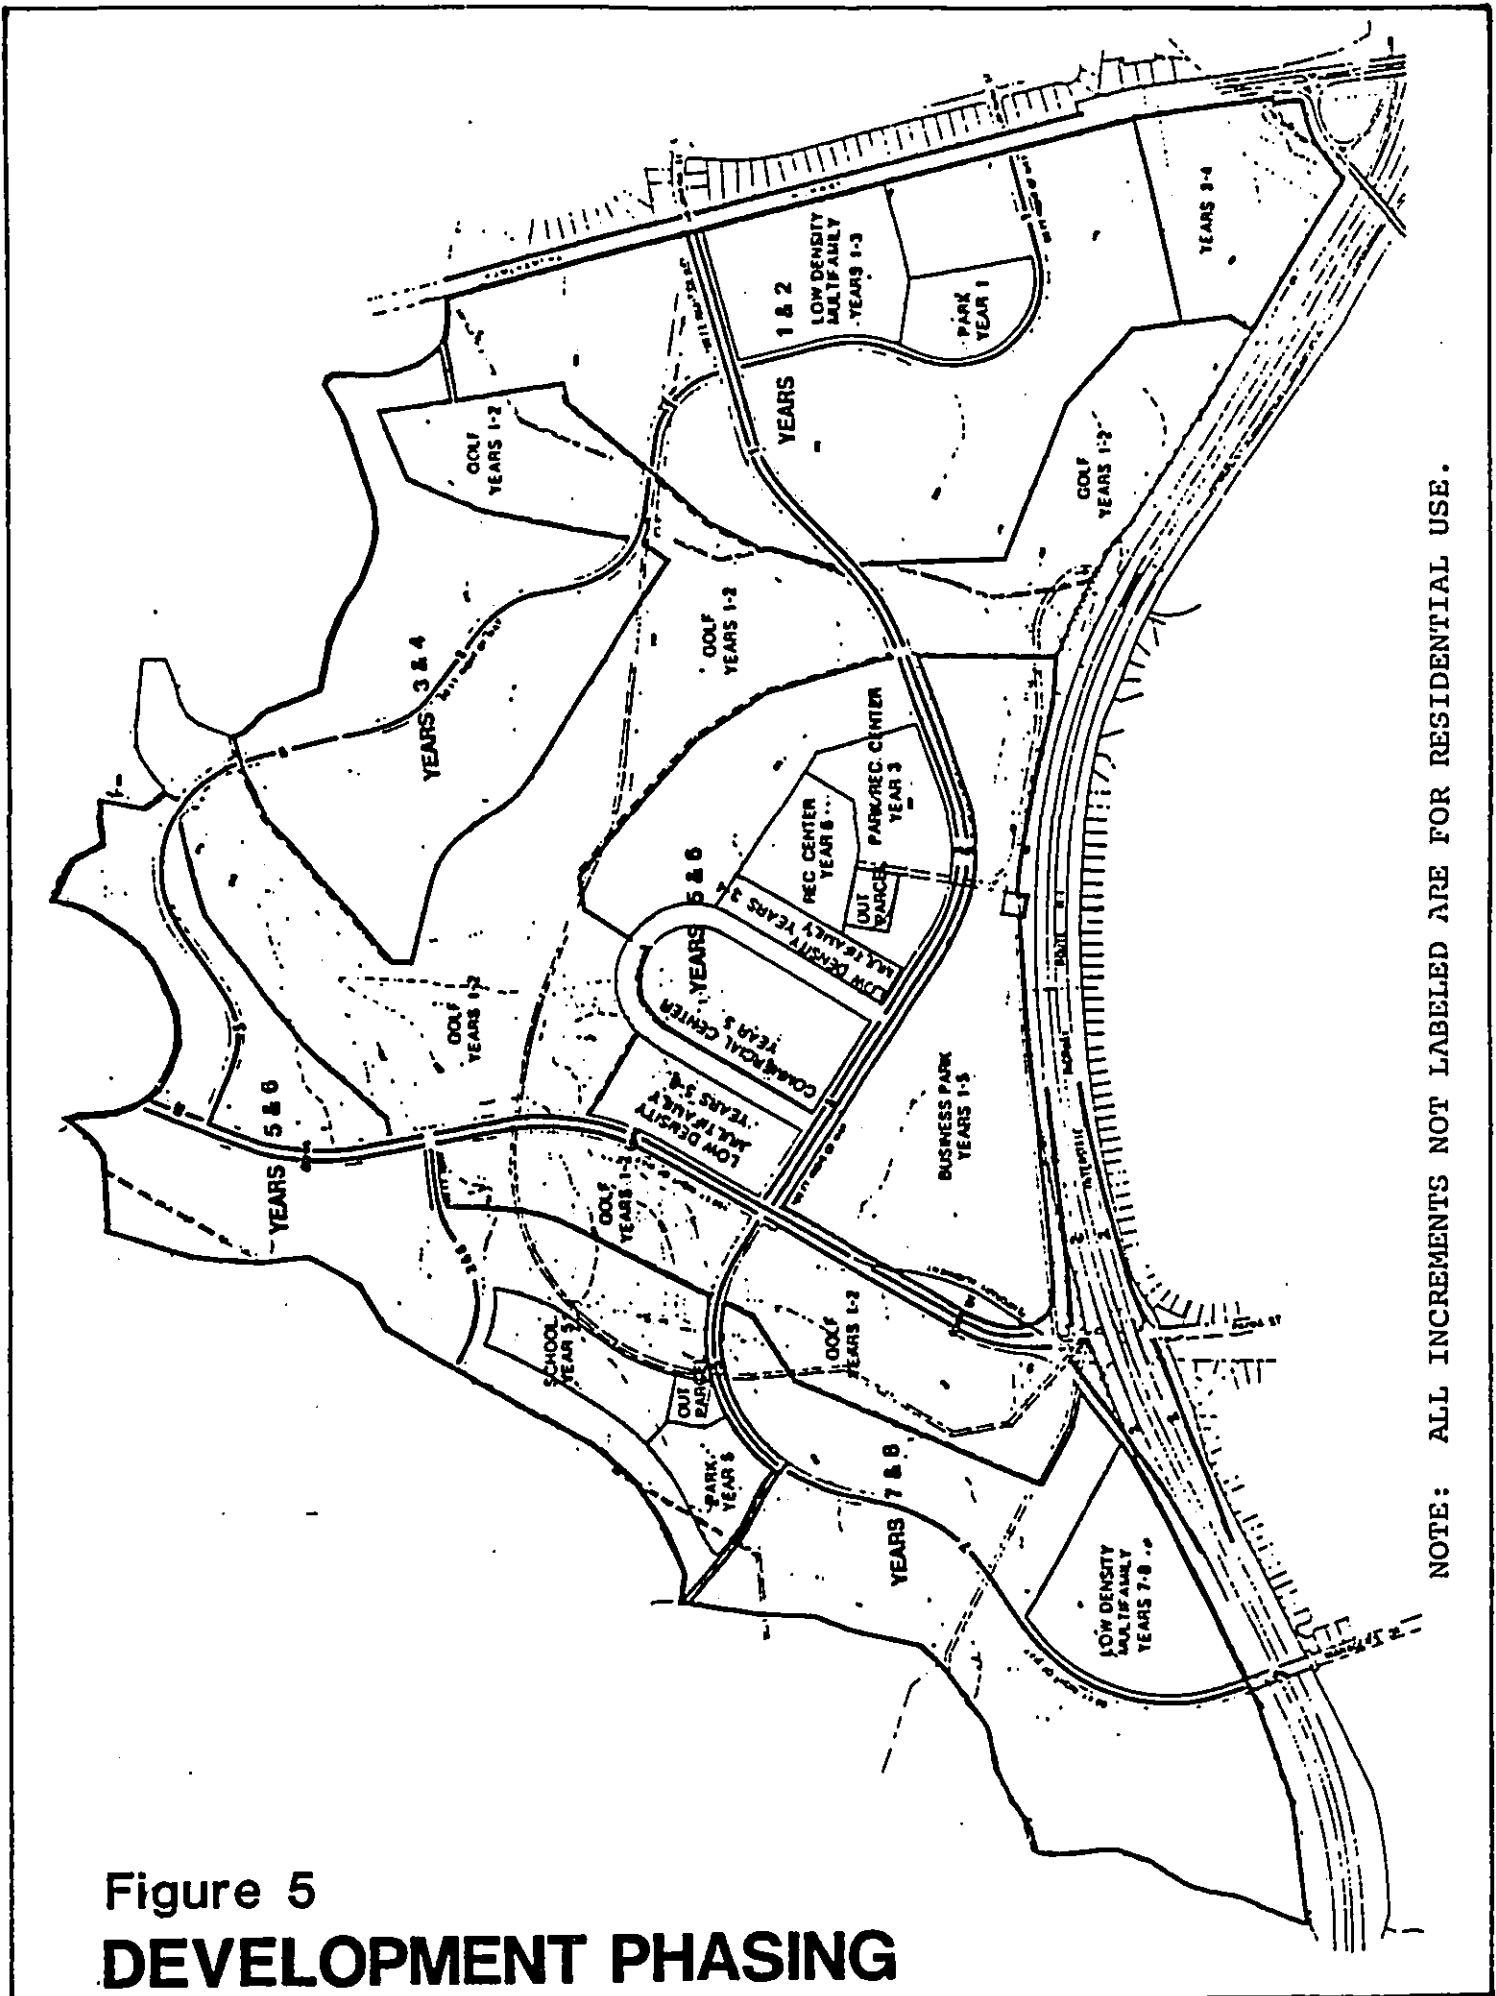 GOLF
YEARS 1-2
YEARS 3 & 4
YEARS 5 & 6
GOLF
YEARS 1-2
GOLF
YEARS 1-2
LOW DENSITY
MULTIFAMILY
YEARS 1-3
YEARS 1 & 2
PARK
YEAR 1
YEARS 3-4
GOLF
YEARS 1-2
YEARS 5 & 6
PARK/REC. CENTER
YEAR 3
REC CENTER
YEAR 6
OUT
PARCEL
LOW DENSITY
MULTIFAMILY YEARS 3-4
COMMERCIAL CENTER
YEAR 5
LOW DENSITY
MULTIFAMILY
BUSINESS PARK
YEARS 1-5
GOLF
YEARS 1-2
GOLF
YEARS 1-2
SCHOOL
YEAR 5
OUT
PARCEL
PARK
YEAR 5
YEARS 7 & 8
LOW DENSITY
MULTIFAMILY
YEARS 7-8
NOTE: ALL INCREMENTS NOT LABELED ARE FOR RESIDENTIAL USE.
Figure 5
DEVELOPMENT PHASING